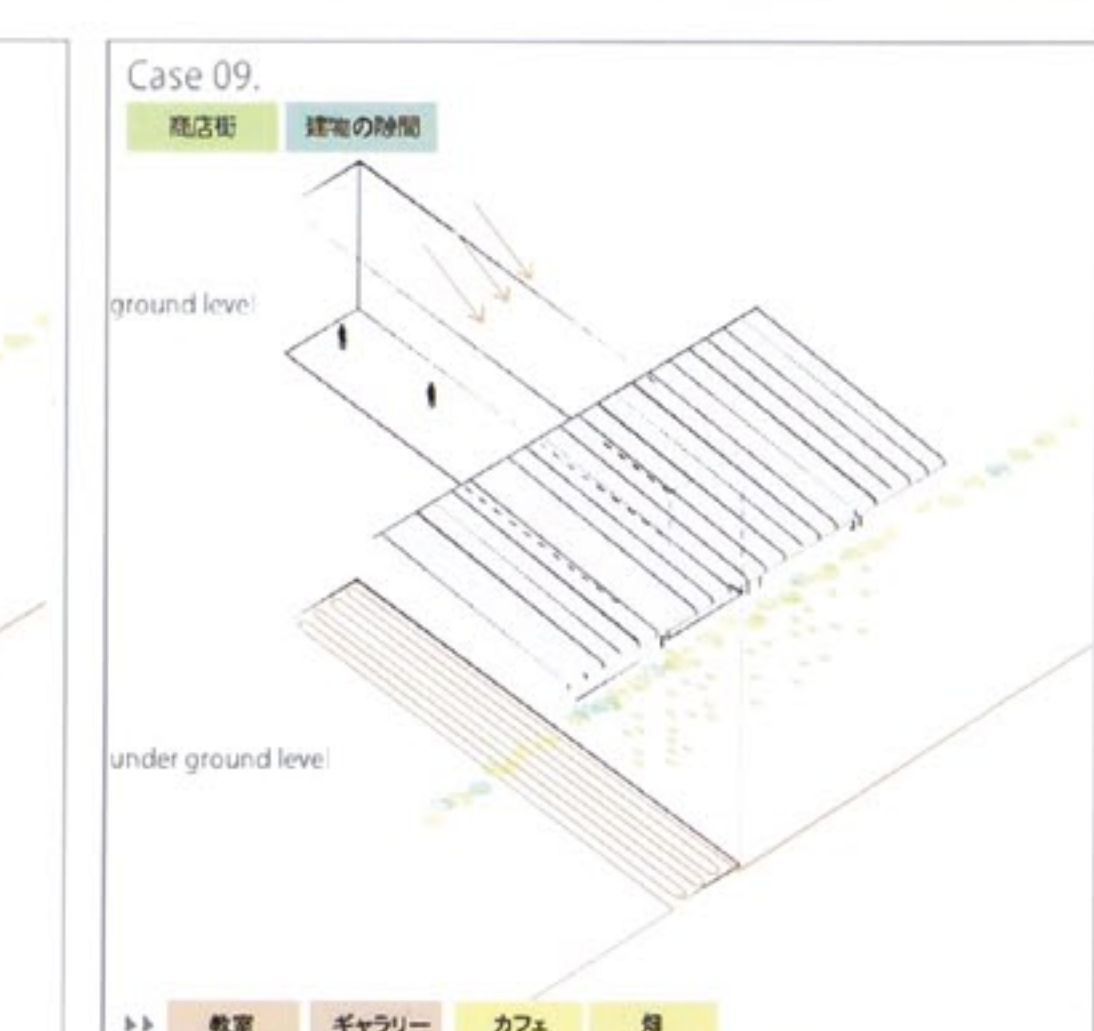 Case 09.
商店街 建物の隙間
ground level
under ground level
▶▶ 教室 ギャラリー カフェ 畑